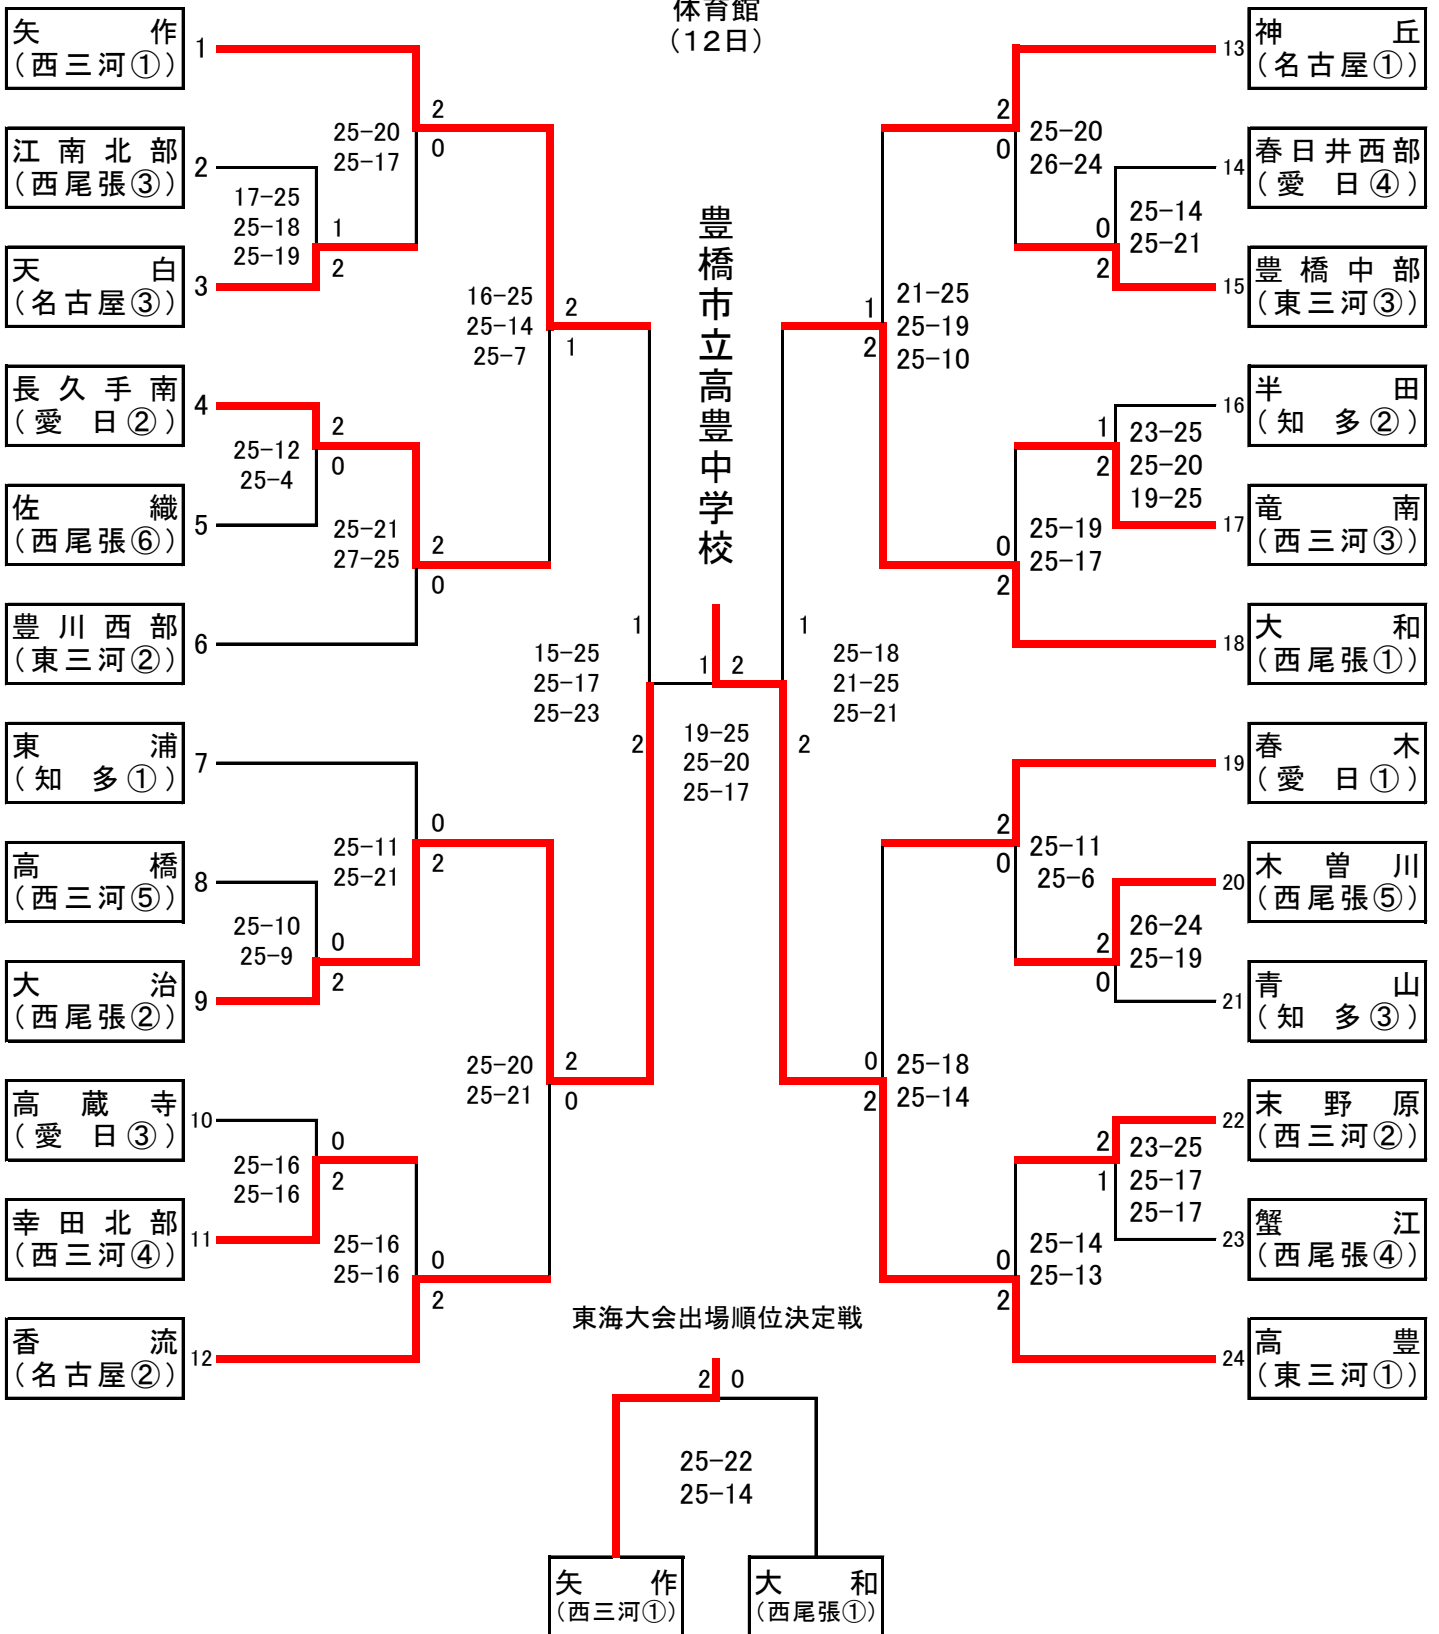 体育館
（12日）
矢作
（西三河①）
1
江南北部
（西尾張③）
2
天白
（名古屋③）
3
長久手南
（愛日②）
4
佐織
（西尾張⑥）
5
豊川西部
（東三河②）
6
東浦
（知多①）
7
高橋
（西三河⑤）
8
大治
（西尾張②）
9
高蔵寺
（愛日③）
10
幸田北部
（西三河④）
11
香流
（名古屋②）
12
17-25
25-18
25-19
1
2
25-20
25-17
2
0
25-12
25-4
2
0
25-21
27-25
2
0
16-25
25-14
25-7
2
1
25-10
25-9
0
2
25-11
25-21
0
2
25-16
25-16
0
2
25-16
25-16
0
2
25-20
25-21
2
0
15-25
25-17
25-23
1
2
豊橋市立高豊中学校
1
2
19-25
25-20
25-17
1
2
25-18
21-25
25-21
1
2
21-25
25-19
25-10
2
0
25-20
26-24
0
2
25-14
25-21
1
2
23-25
25-20
19-25
0
2
25-19
25-17
2
0
25-11
25-6
2
0
26-24
25-19
0
2
25-18
25-14
2
1
23-25
25-17
25-17
0
2
25-14
25-13
13
神丘
（名古屋①）
14
春日井西部
（愛日④）
15
豊橋中部
（東三河③）
16
半田
（知多②）
17
竜南
（西三河③）
18
大和
（西尾張①）
19
春木
（愛日①）
20
木曽川
（西尾張⑤）
21
青山
（知多③）
22
末野原
（西三河②）
23
蟹江
（西尾張④）
24
高豊
（東三河①）
東海大会出場順位決定戦
2
0
25-22
25-14
矢作
（西三河①）
大和
（西尾張①）